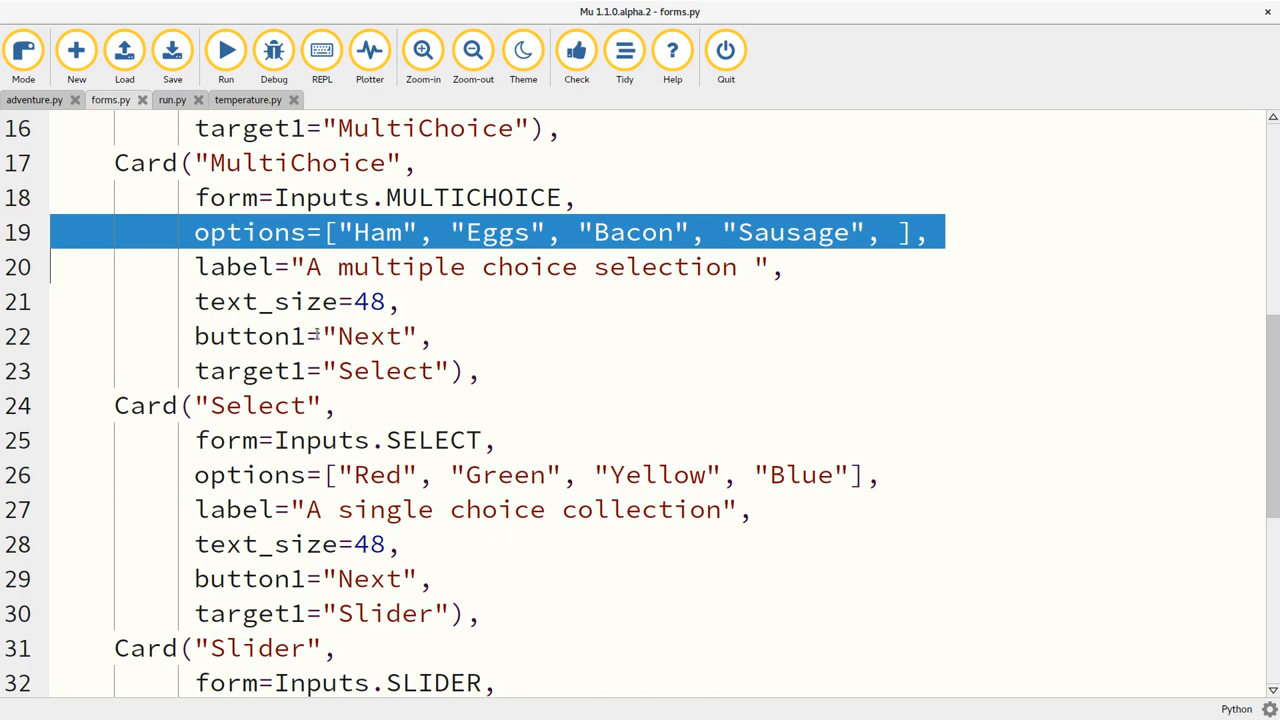 Mu 1.1.0.alpha.2 - forms.py ×
Mode New Load Save Run Debug REPL Plotter Zoom-in Zoom-out Theme Check Tidy Help Quit
adventure.py forms.py run.py temperature.py
16 target1="MultiChoice"),
17 Card("MultiChoice",
18 form=Inputs.MULTICHOICE,
19 options=["Ham", "Eggs", "Bacon", "Sausage", ],
20 label="A multiple choice selection ",
21 text_size=48,
22 button1="Next",
23 target1="Select"),
24 Card("Select",
25 form=Inputs.SELECT,
26 options=["Red", "Green", "Yellow", "Blue"],
27 label="A single choice collection",
28 text_size=48,
29 button1="Next",
30 target1="Slider"),
31 Card("Slider",
32 form=Inputs.SLIDER,
Python